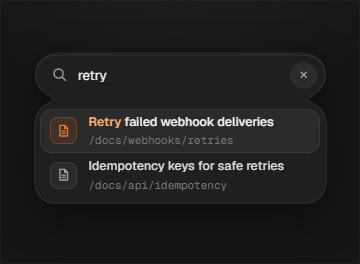 retry
Retry failed webhook deliveries
/docs/webhooks/retries
Idempotency keys for safe retries
/docs/api/idempotency